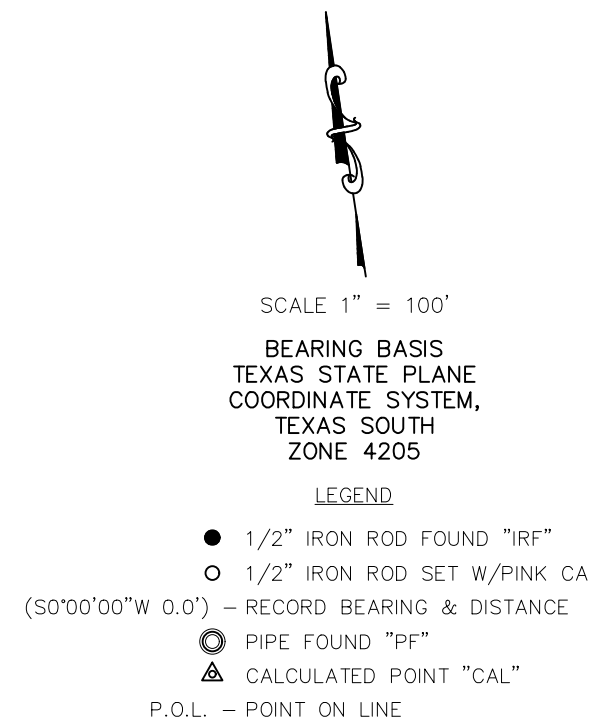 SCALE 1" = 100'
BEARING BASIS
TEXAS STATE PLANE
COORDINATE SYSTEM,
TEXAS SOUTH
ZONE 4205
LEGEND
1/2" IRON ROD FOUND "IRF"
1/2" IRON ROD SET W/PINK CA
(S0°00'00"W 0.0') – RECORD BEARING & DISTANCE
PIPE FOUND "PF"
CALCULATED POINT "CAL"
P.O.L. – POINT ON LINE